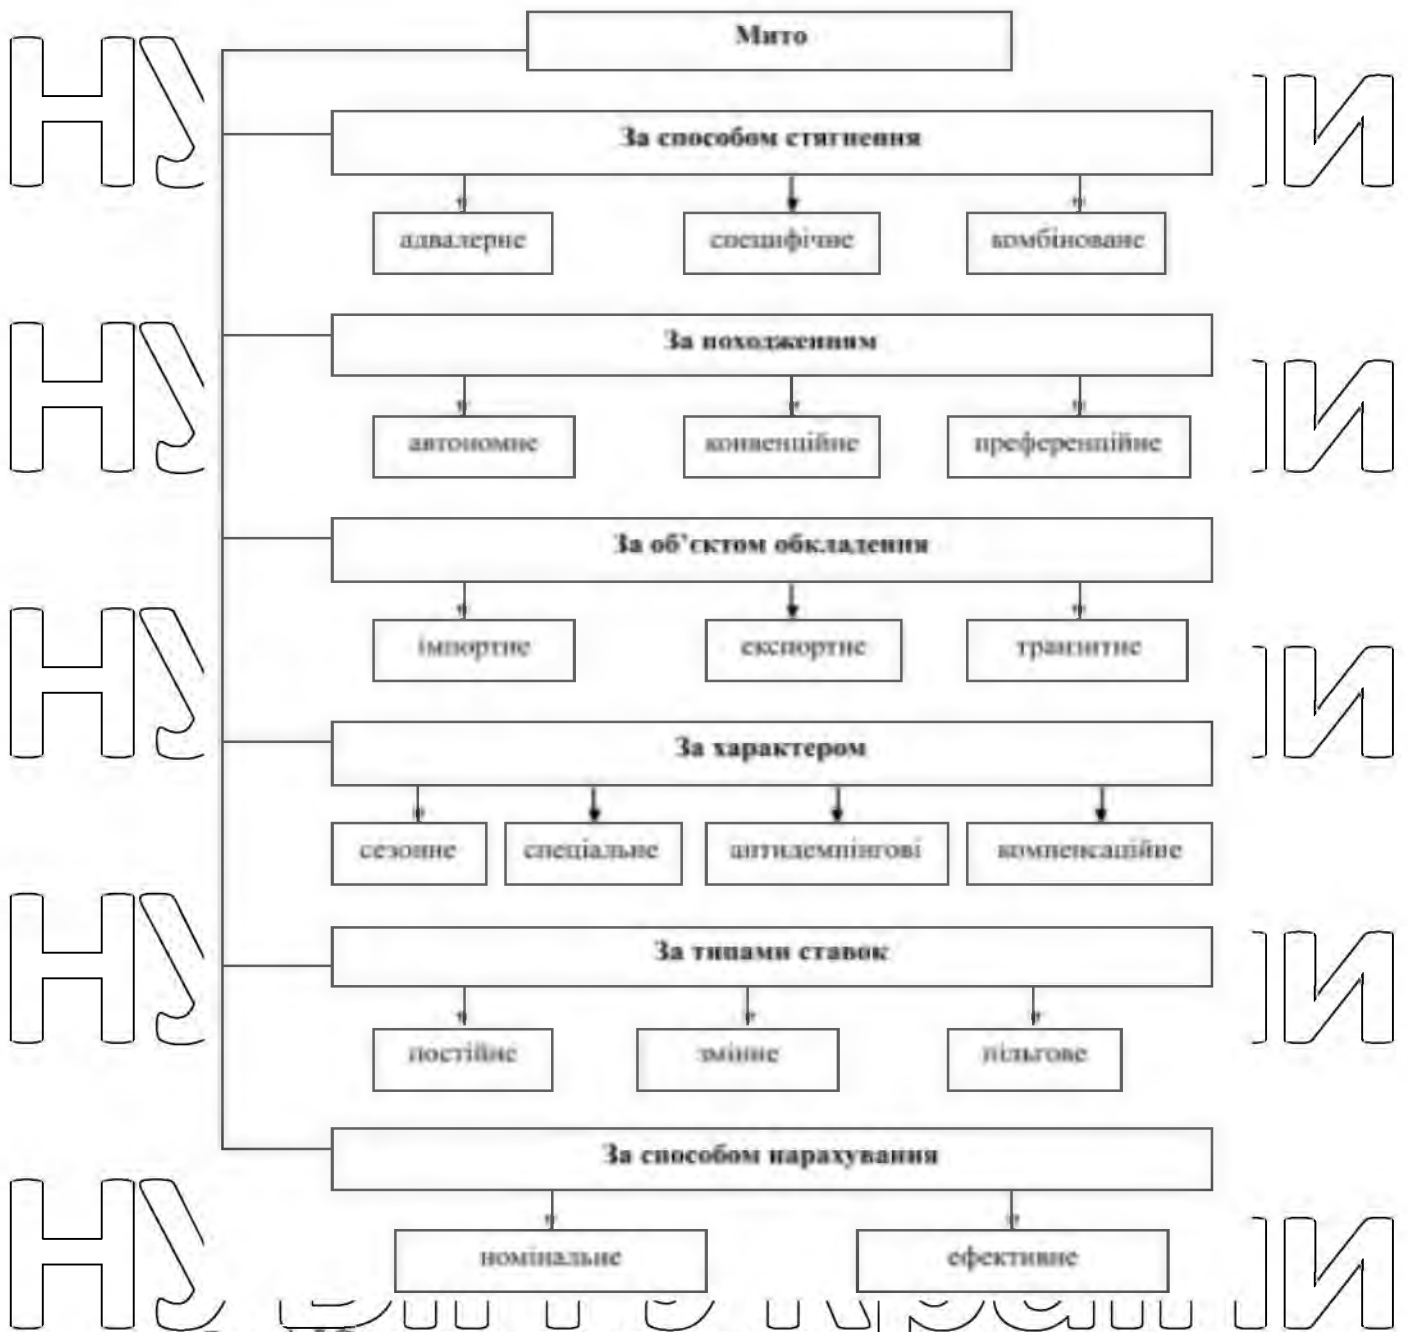 Мито
За способом стягнення
адвалерне специфічне комбіноване
За походженням
автономне конвенційне преференційне
За об’єктом обкладення
імпортне експортне транзитне
За характером
сезонне спеціальне антидемпінгові компенсаційне
За типами ставок
постійне змінне пільгове
За способом нарахування
номінальне ефективне